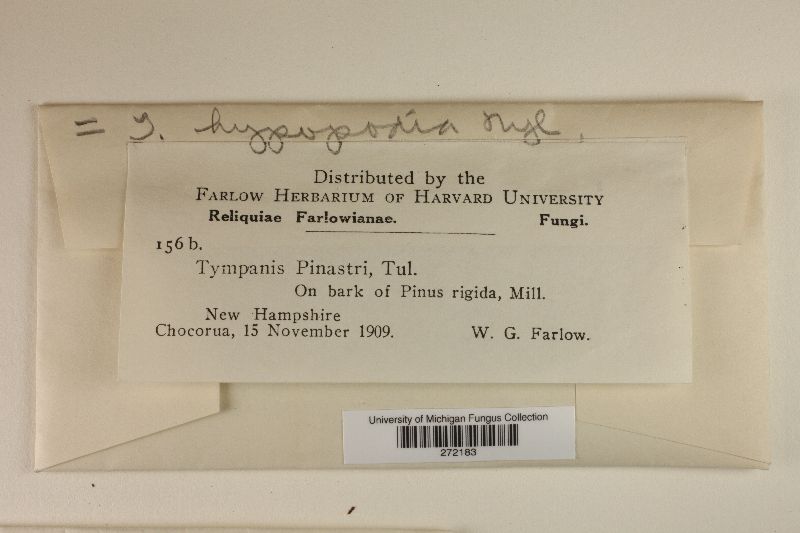 = T. hypopodia Nyl.
Distributed by the
FARLOW HERBARIUM OF HARVARD UNIVERSITY
Reliquiae Farlowianae. Fungi.
156 b.
Tympanis Pinastri, Tul.
On bark of Pinus rigida, Mill.
New Hampshire
Chocorua, 15 November 1909. W. G. Farlow.
University of Michigan Fungus Collection
272183